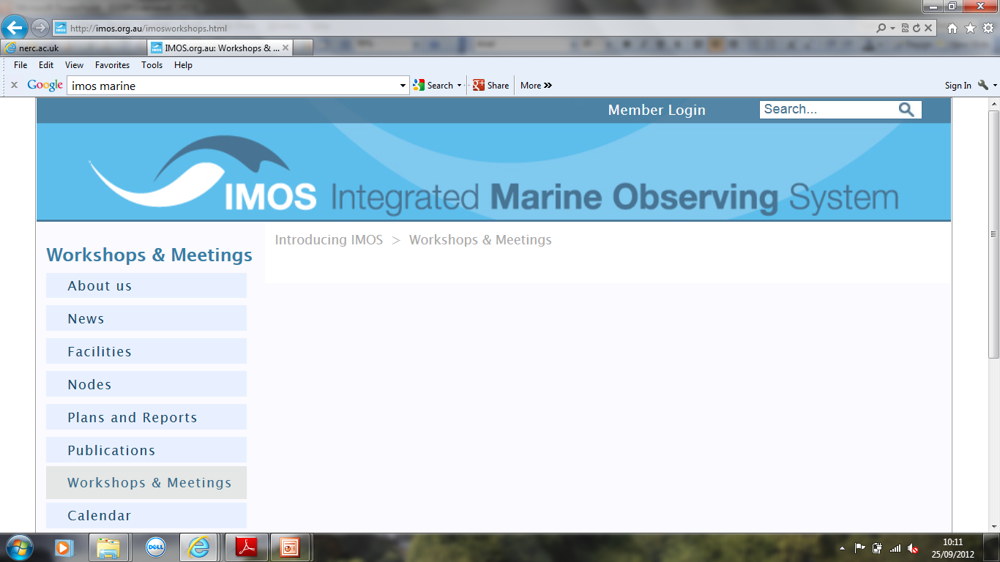 http://imos.org.au/imosworkshops.html
nerc.ac.uk
IMOS.org.au: Workshops & ...
File Edit View Favorites Tools Help
Google imos marine Search Share More Sign In
Member Login Search...
IMOS Integrated Marine Observing System
Introducing IMOS > Workshops & Meetings
Workshops & Meetings
About us
News
Facilities
Nodes
Plans and Reports
Publications
Workshops & Meetings
Calendar
DELL
10:11
25/09/2012